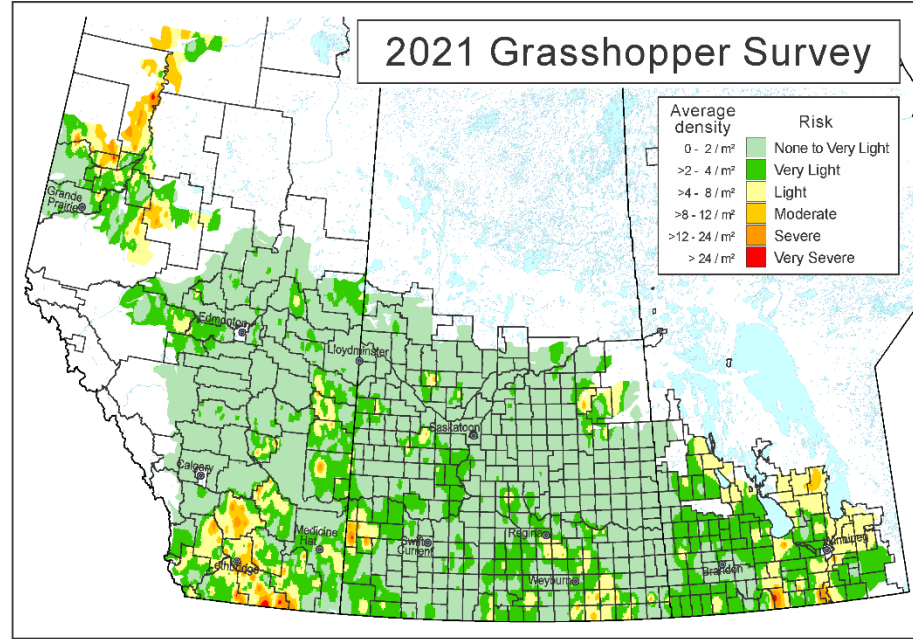 2021 Grasshopper Survey
Average density
Risk
0 - 2 / m² None to Very Light
>2 - 4 / m² Very Light
>4 - 8 / m² Light
>8 - 12 / m² Moderate
>12 - 24 / m² Severe
> 24 / m² Very Severe
Grande
Prairie
Edmonton
Lloydminster
Saskatoon
Calgary
Medicine
Hat
Swift
Current
Regina
Winnipeg
Lethbridge
Weyburn
Brandon